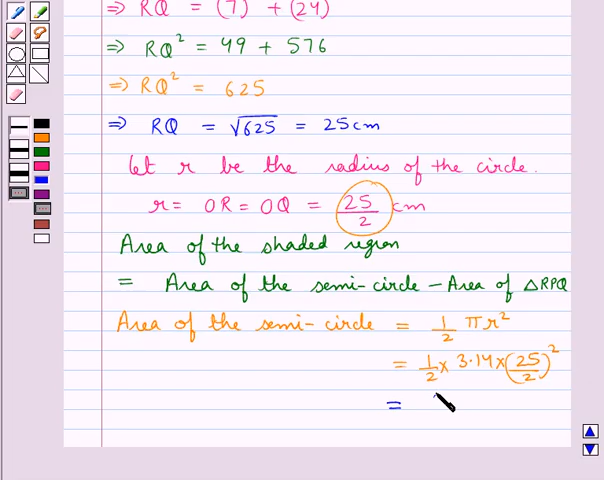 ⇒ RQ = (7) + (24)
⇒ RQ² = 49 + 576
⇒ RQ² = 625
⇒ RQ = √625 = 25cm
Let r be the radius of the circle.
r = OR = OQ = 25/2 cm
Area of the shaded region
= Area of the semi-circle – Area of △RPQ
Area of the semi-circle = 1/2 πr²
= 1/2 × 3.14 × (25/2)²
=